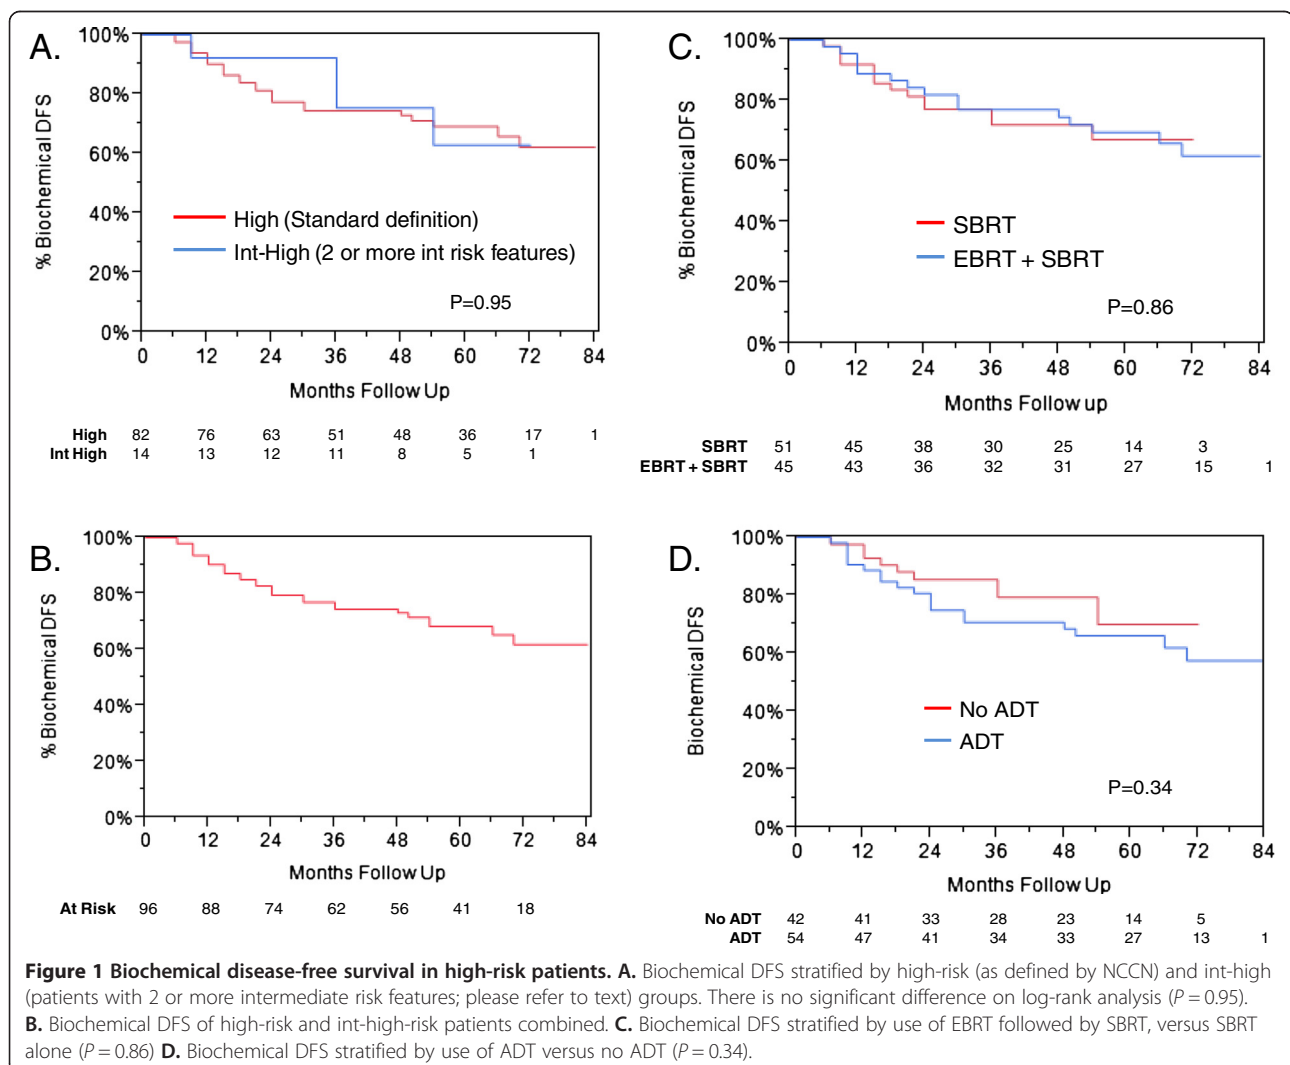 A.
100%
80%
60%
40%
20%
0%
% Biochemical DFS
High (Standard definition)
Int-High (2 or more int risk features)
P=0.95
0 12 24 36 48 60 72 84
Months Follow Up
High 82 76 63 51 48 36 17 1
Int High 14 13 12 11 8 5 1
C.
100%
80%
60%
40%
20%
0%
% Biochemical DFS
SBRT
EBRT + SBRT
P=0.86
0 12 24 36 48 60 72 84
Months Follow up
SBRT 51 45 38 30 25 14 3
EBRT + SBRT 45 43 36 32 31 27 15 1
B.
100%
80%
60%
40%
20%
0%
% Biochemical DFS
0 12 24 36 48 60 72 84
Months Follow Up
At Risk 96 88 74 62 56 41 18
D.
100%
80%
60%
40%
20%
0%
Biochemical DFS
No ADT
ADT
P=0.34
0 12 24 36 48 60 72 84
Months Follow Up
No ADT 42 41 33 28 23 14 5
ADT 54 47 41 34 33 27 13 1
Figure 1 Biochemical disease-free survival in high-risk patients. A. Biochemical DFS stratified by high-risk (as defined by NCCN) and int-high
(patients with 2 or more intermediate risk features; please refer to text) groups. There is no significant difference on log-rank analysis (P = 0.95).
B. Biochemical DFS of high-risk and int-high-risk patients combined. C. Biochemical DFS stratified by use of EBRT followed by SBRT, versus SBRT
alone (P = 0.86) D. Biochemical DFS stratified by use of ADT versus no ADT (P = 0.34).